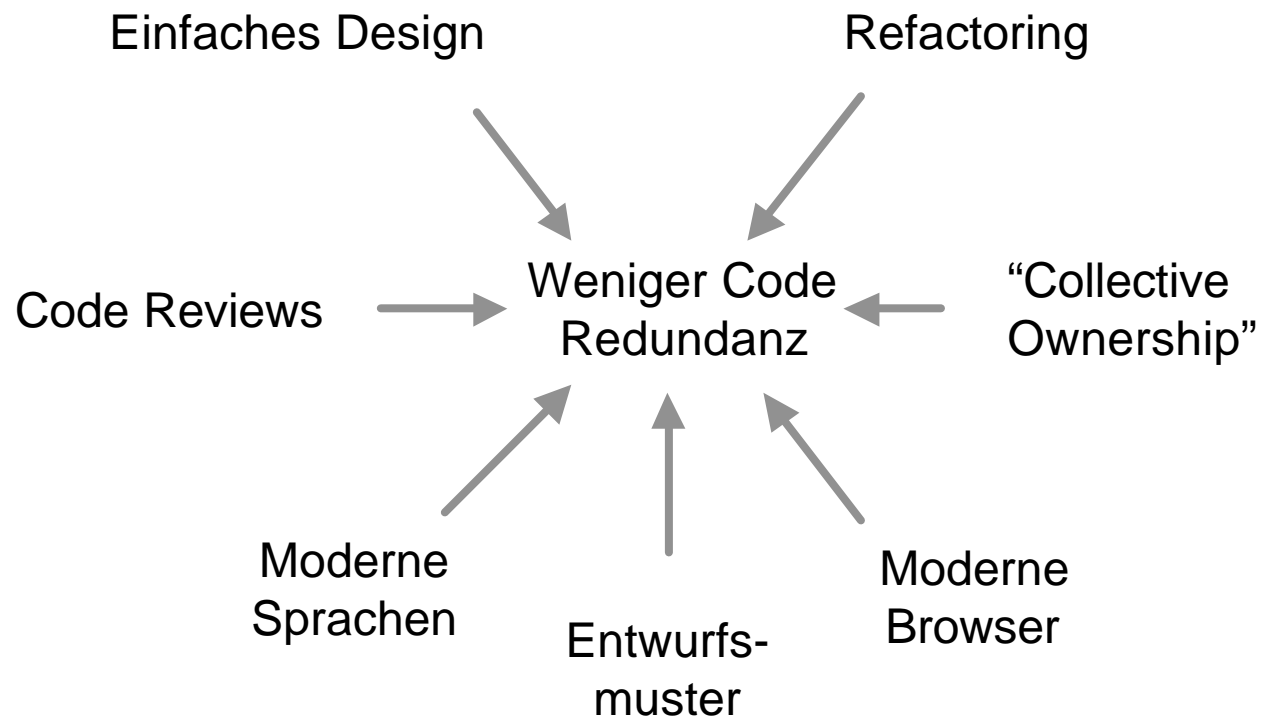 Einfaches Design
Refactoring
Code Reviews
Weniger Code
Redundanz
“Collective
Ownership”
Moderne
Sprachen
Entwurfs-
muster
Moderne
Browser